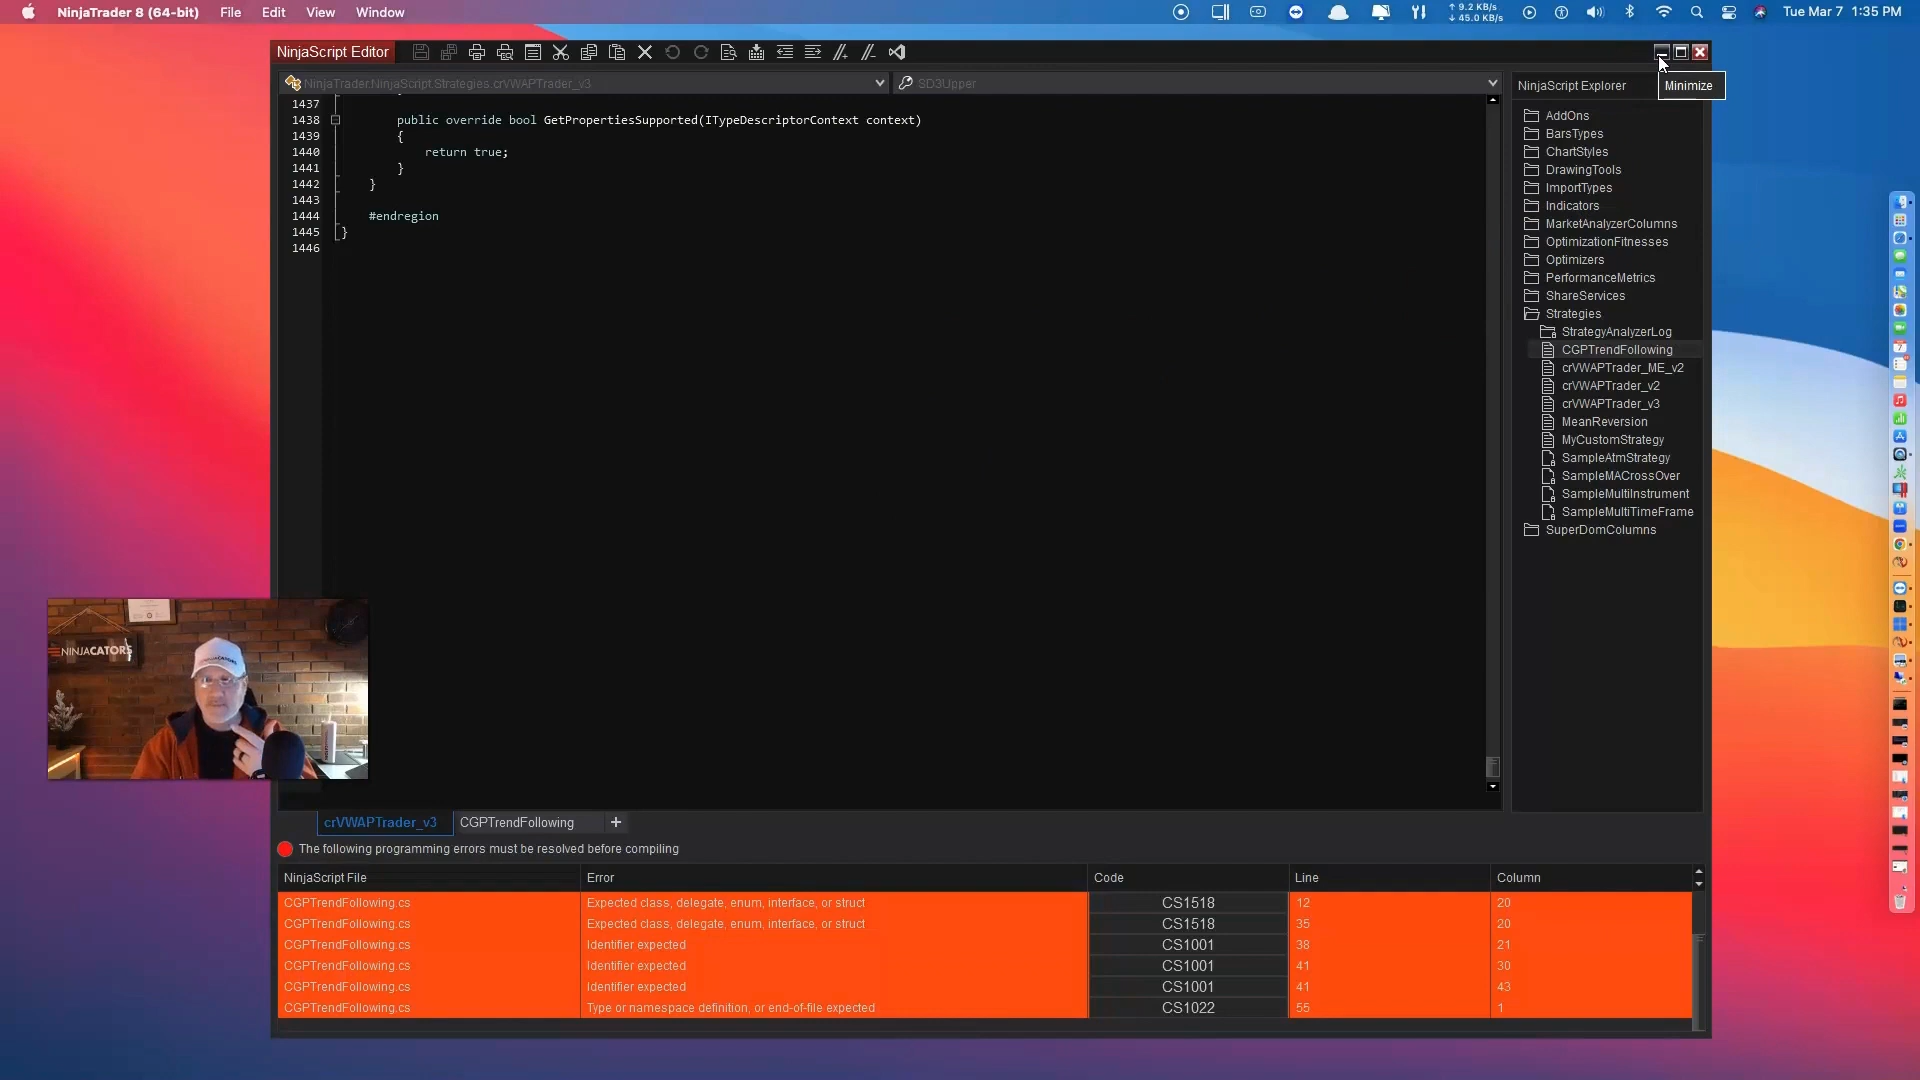 NinjaTrader 8 (64-bit) File Edit View Window
9.2 KB/s
45.0 KB/s
Tue Mar 7 1:35 PM
NinjaScript Editor
NinjaTrader.NinjaScript.Strategies.crVWAPTrader_v3 SD3Upper
NinjaScript Explorer
Minimize
1437
1438 public override bool GetPropertiesSupported(ITypeDescriptorContext context)
1439 {
1440 return true;
1441 }
1442 }
1443
1444 #endregion
1445 }
1446
AddOns
BarsTypes
ChartStyles
DrawingTools
ImportTypes
Indicators
MarketAnalyzerColumns
OptimizationFitnesses
Optimizers
PerformanceMetrics
ShareServices
Strategies
StrategyAnalyzerLog
CGPTrendFollowing
crVWAPTrader_ME_v2
crVWAPTrader_v2
crVWAPTrader_v3
MeanReversion
MyCustomStrategy
SampleAtmStrategy
SampleMACrossOver
SampleMultiInstrument
SampleMultiTimeFrame
SuperDomColumns
NINJACATORS
crVWAPTrader_v3 CGPTrendFollowing +
The following programming errors must be resolved before compiling
NinjaScript File Error Code Line Column
CGPTrendFollowing.cs Expected class, delegate, enum, interface, or struct CS1518 12 20
CGPTrendFollowing.cs Expected class, delegate, enum, interface, or struct CS1518 35 20
CGPTrendFollowing.cs Identifier expected CS1001 38 21
CGPTrendFollowing.cs Identifier expected CS1001 41 30
CGPTrendFollowing.cs Identifier expected CS1001 41 43
CGPTrendFollowing.cs Type or namespace definition, or end-of-file expected CS1022 55 1